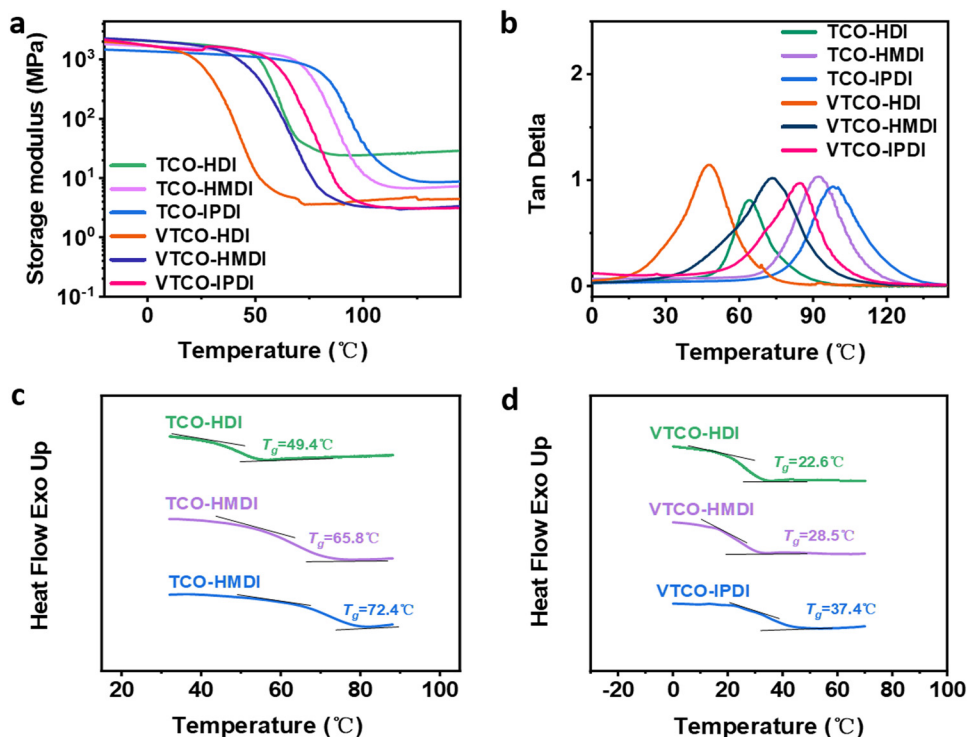 a
Storage modulus (MPa)
10³
10²
10¹
10⁰
10⁻¹
TCO-HDI
TCO-HMDI
TCO-IPDI
VTCO-HDI
VTCO-HMDI
VTCO-IPDI
0 50 100
Temperature (℃)
b
Tan Detla
2
1
0
TCO-HDI
TCO-HMDI
TCO-IPDI
VTCO-HDI
VTCO-HMDI
VTCO-IPDI
0 30 60 90 120
Temperature (℃)
c
Heat Flow Exo Up
TCO-HDI
Tg=49.4℃
TCO-HMDI
Tg=65.8℃
TCO-HMDI
Tg=72.4℃
20 40 60 80 100
Temperature (℃)
d
Heat Flow Exo Up
VTCO-HDI
Tg=22.6℃
VTCO-HMDI
Tg=28.5℃
VTCO-IPDI
Tg=37.4℃
-20 0 20 40 60 80 100
Temperature (℃)